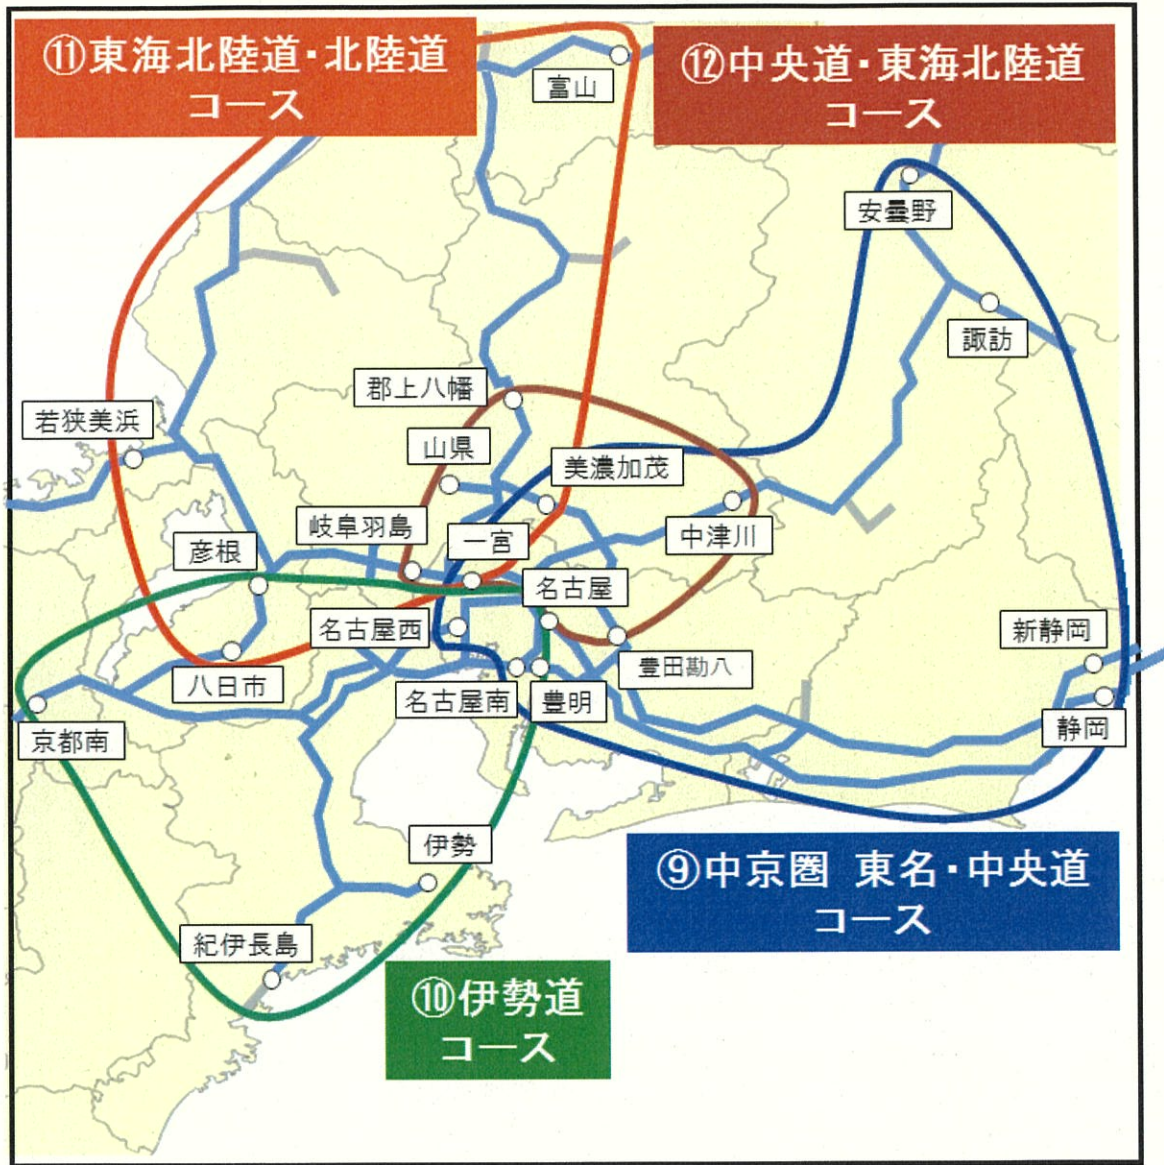 ⑪東海北陸道・北陸道
コース
富山
⑫中央道・東海北陸道
コース
安曇野
諏訪
郡上八幡
若狭美浜
山県
美濃加茂
岐阜羽島
一宮
中津川
彦根
名古屋
名古屋西
新静岡
豊田勘八
八日市
名古屋南
豊明
静岡
京都南
伊勢
⑨中京圏 東名・中央道
コース
紀伊長島
⑩伊勢道
コース